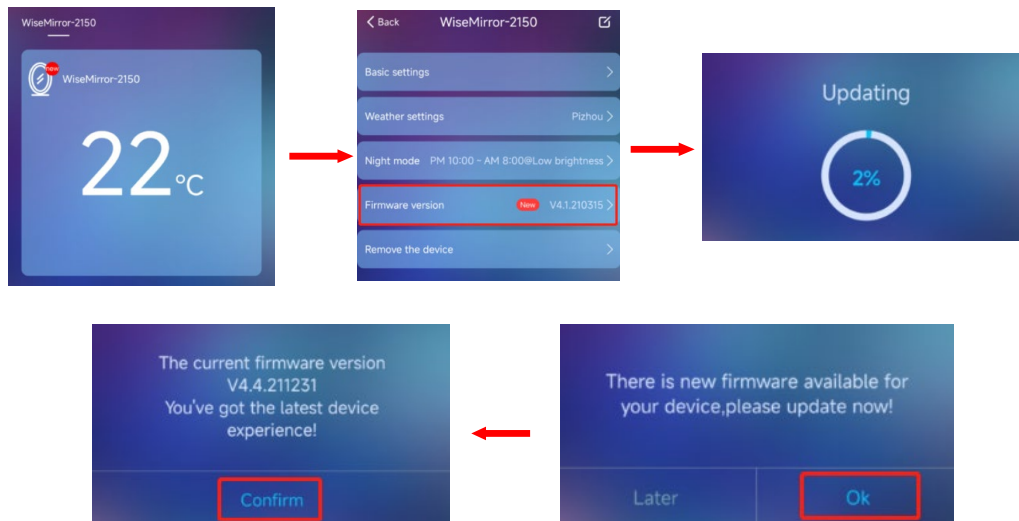 WiseMirror-2150
new
WiseMirror-2150
22°C
Back WiseMirror-2150
Basic settings
Weather settings Pizhou
Night mode PM 10:00 ~ AM 8:00@Low brightness
Firmware version New V4.1.210315
Remove the device
Updating
2%
The current firmware version
V4.4.211231
You've got the latest device
experience!
Confirm
There is new firmware available for
your device,please update now!
Later Ok